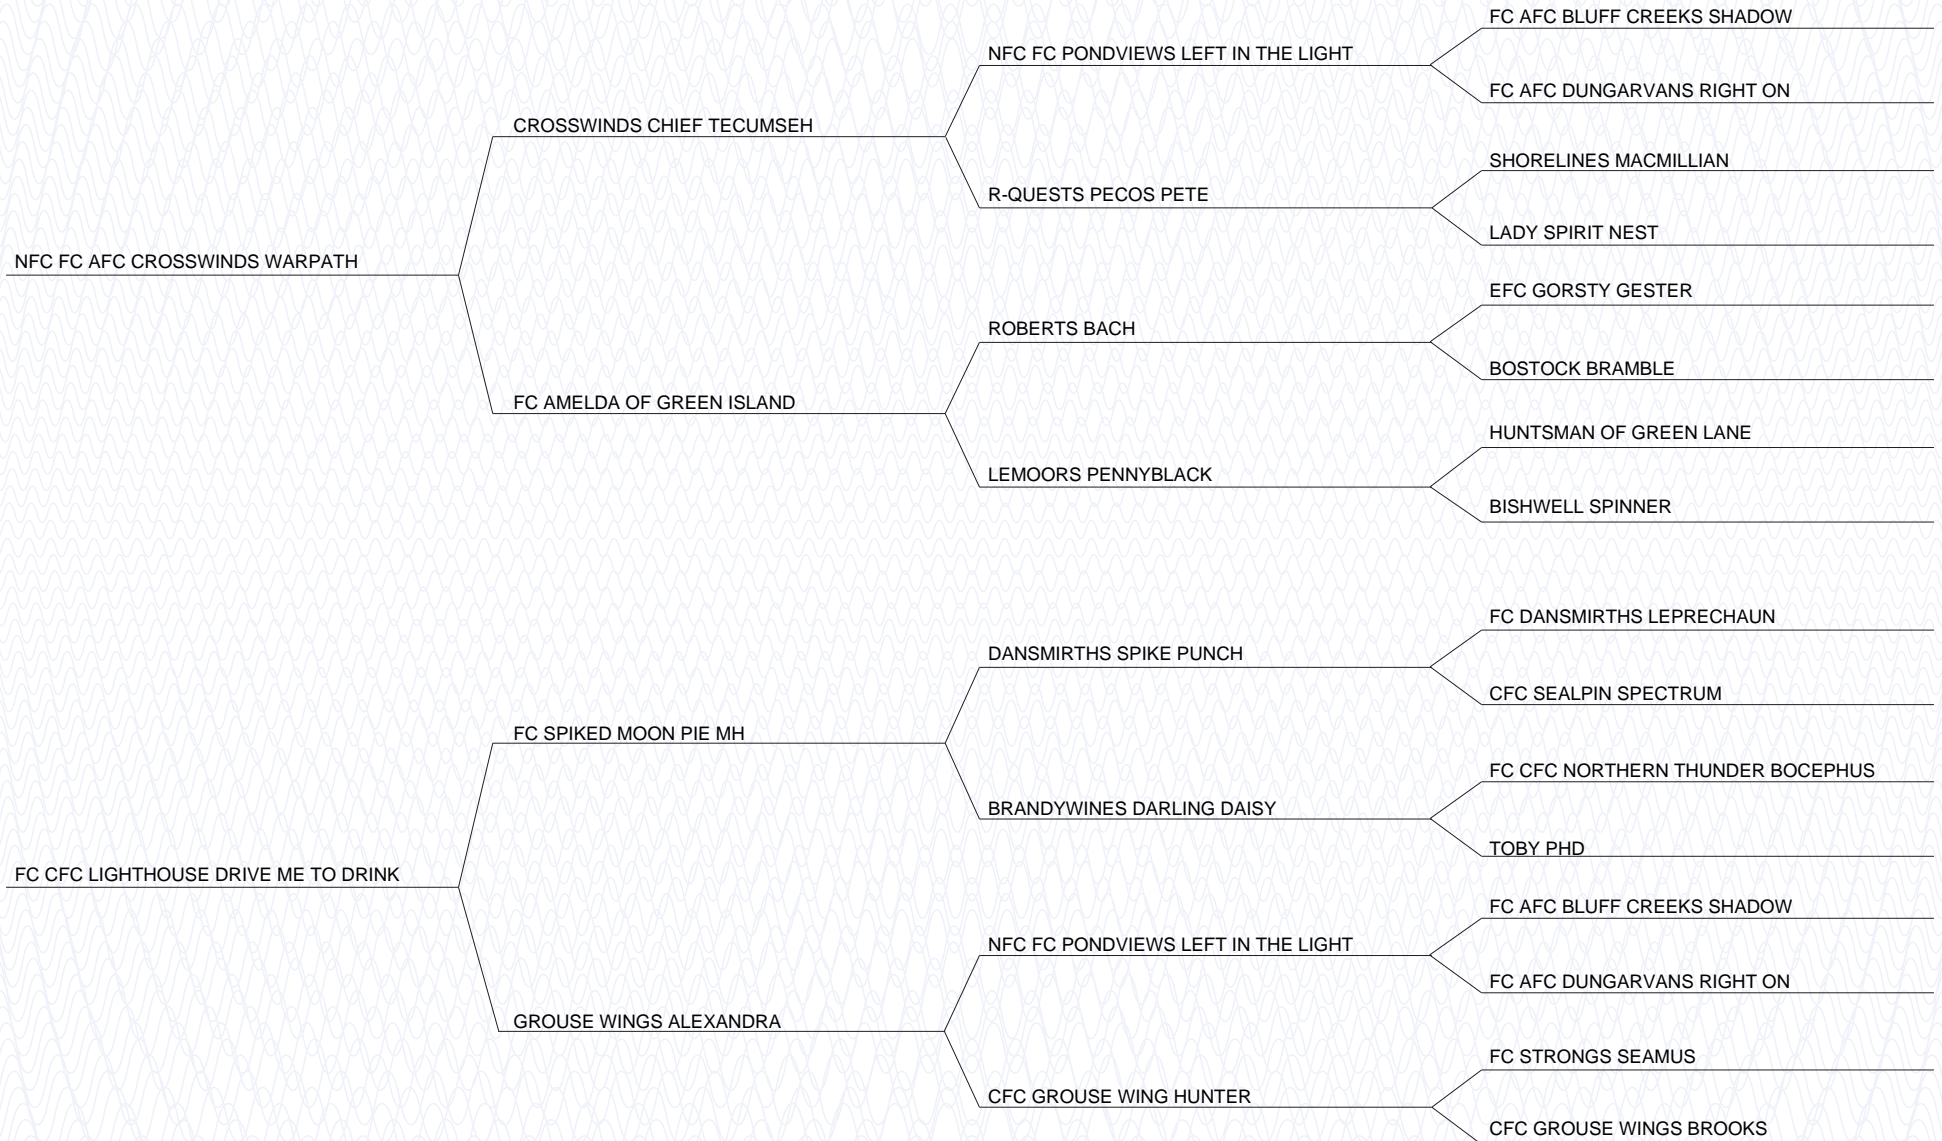 FC AFC BLUFF CREEKS SHADOW
NFC FC PONDVIEWS LEFT IN THE LIGHT
FC AFC DUNGARVANS RIGHT ON
CROSSWINDS CHIEF TECUMSEH
SHORELINES MACMILLIAN
R-QUESTS PECOS PETE
LADY SPIRIT NEST
NFC FC AFC CROSSWINDS WARPATH
EFC GORSTY GESTER
ROBERTS BACH
BOSTOCK BRAMBLE
FC AMELDA OF GREEN ISLAND
HUNTSMAN OF GREEN LANE
LEMOORS PENNYBLACK
BISHWELL SPINNER
FC DANSMIRTHS LEPRECHAUN
DANSMIRTHS SPIKE PUNCH
CFC SEALPIN SPECTRUM
FC SPIKED MOON PIE MH
FC CFC NORTHERN THUNDER BOCEPHUS
BRANDYWINES DARLING DAISY
TOBY PHD
FC CFC LIGHTHOUSE DRIVE ME TO DRINK
FC AFC BLUFF CREEKS SHADOW
NFC FC PONDVIEWS LEFT IN THE LIGHT
FC AFC DUNGARVANS RIGHT ON
GROUSE WINGS ALEXANDRA
FC STRONGS SEAMUS
CFC GROUSE WING HUNTER
CFC GROUSE WINGS BROOKS